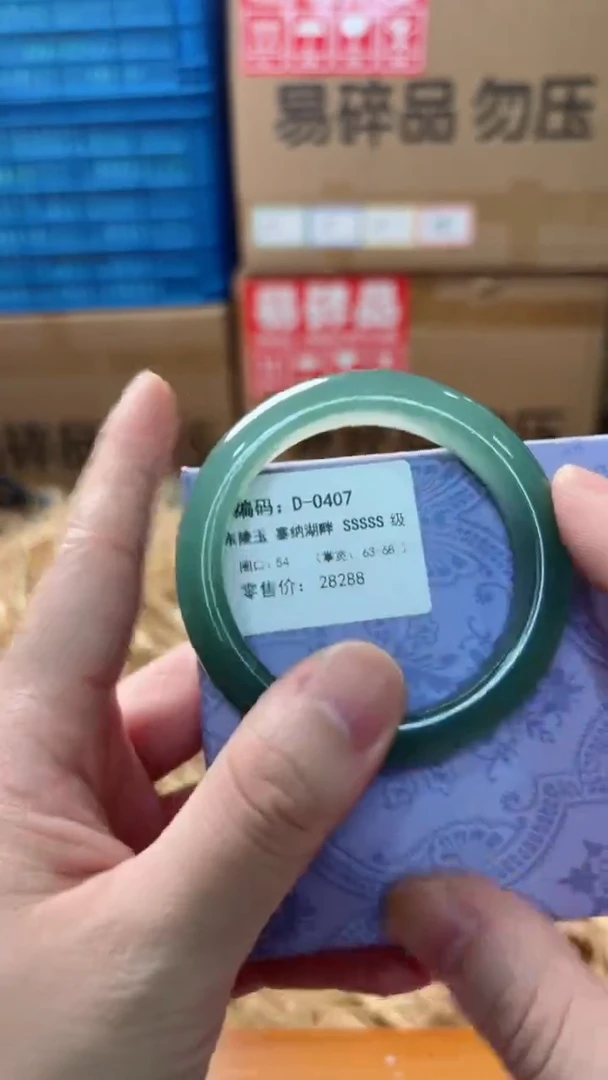 易碎品 勿压
易碎品
编码: D-0407
东陵玉 塞纳湖畔 SSSSS 级
圈口: 54 (掌宽: 63-68)
零售价: 28288